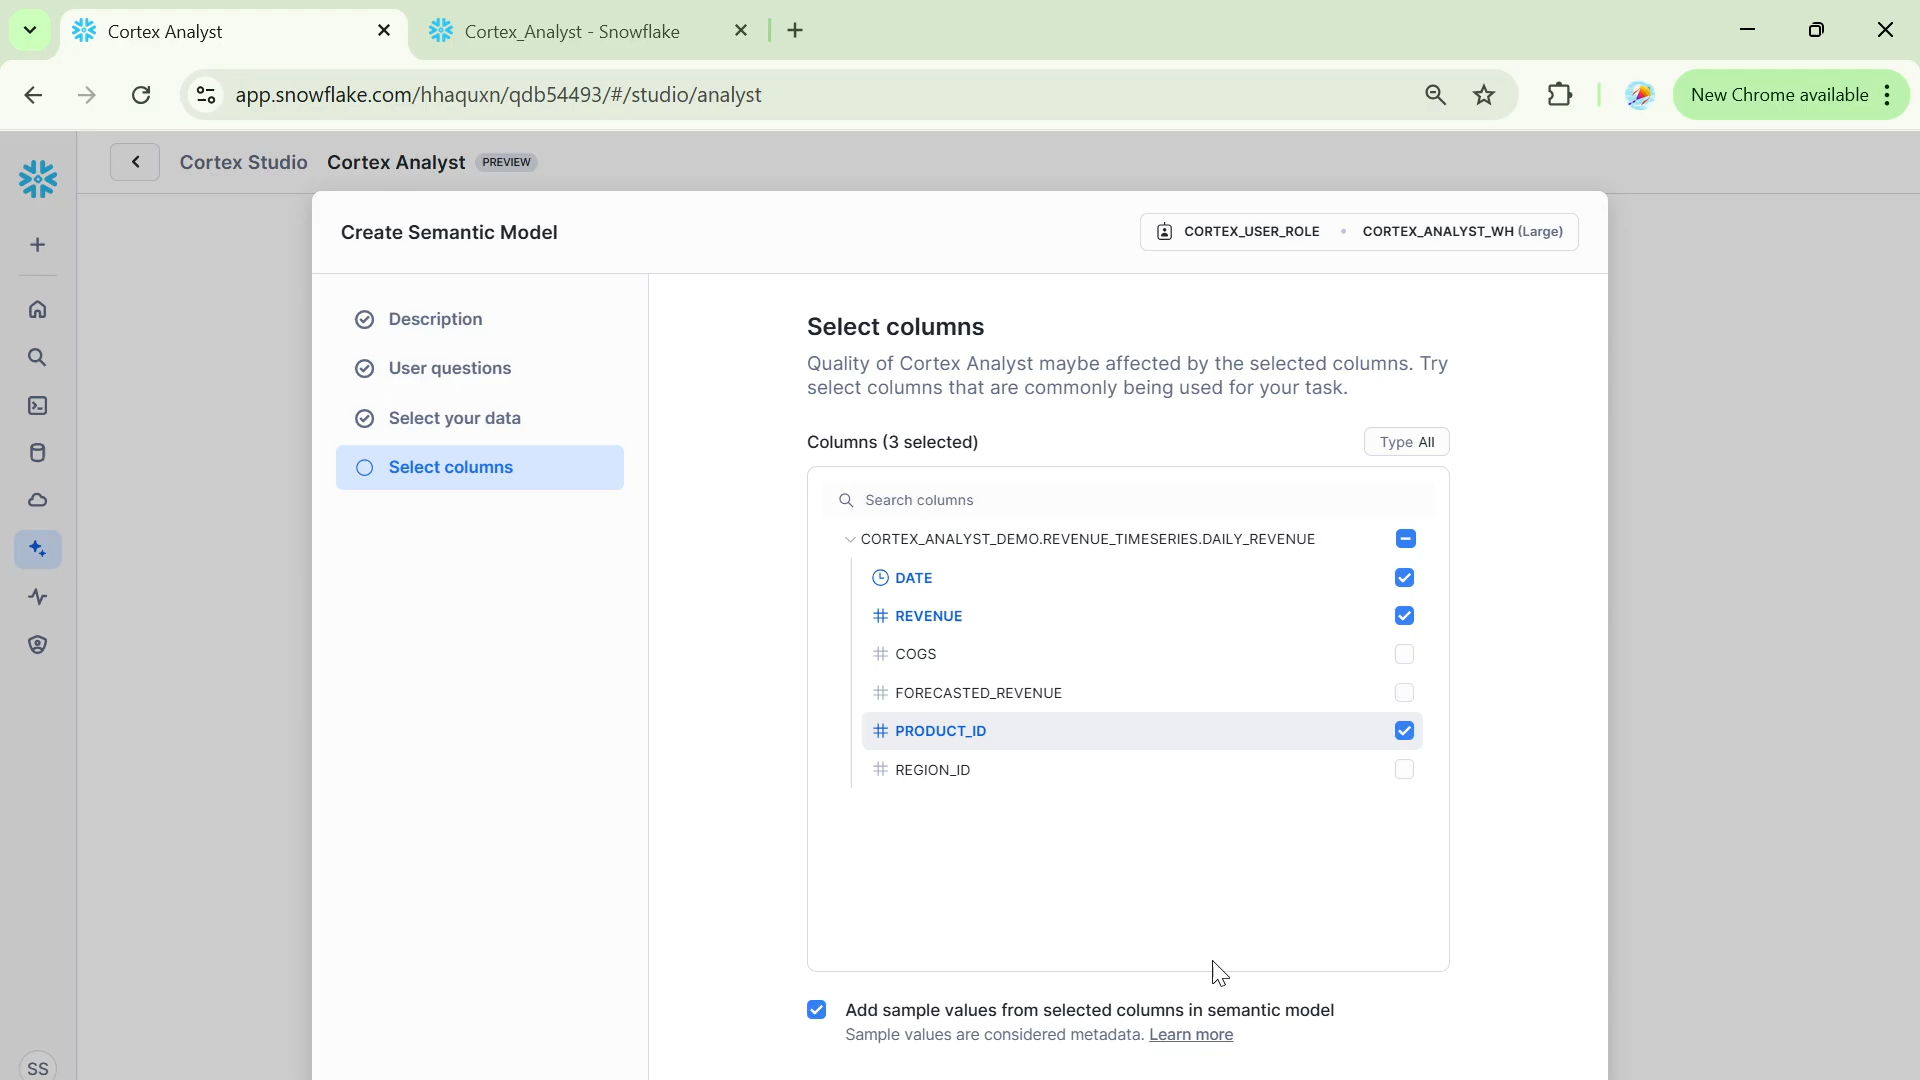 Cortex Analyst
Cortex_Analyst - Snowflake
app.snowflake.com/hhaquxn/qdb54493/#/studio/analyst
New Chrome available
Cortex Studio Cortex Analyst PREVIEW
Create Semantic Model
CORTEX_USER_ROLE • CORTEX_ANALYST_WH (Large)
Description
User questions
Select your data
Select columns
Select columns
Quality of Cortex Analyst maybe affected by the selected columns. Try
select columns that are commonly being used for your task.
Columns (3 selected)
Type All
Search columns
CORTEX_ANALYST_DEMO.REVENUE_TIMESERIES.DAILY_REVENUE
DATE
REVENUE
COGS
FORECASTED_REVENUE
PRODUCT_ID
REGION_ID
Add sample values from selected columns in semantic model
Sample values are considered metadata. Learn more
SS